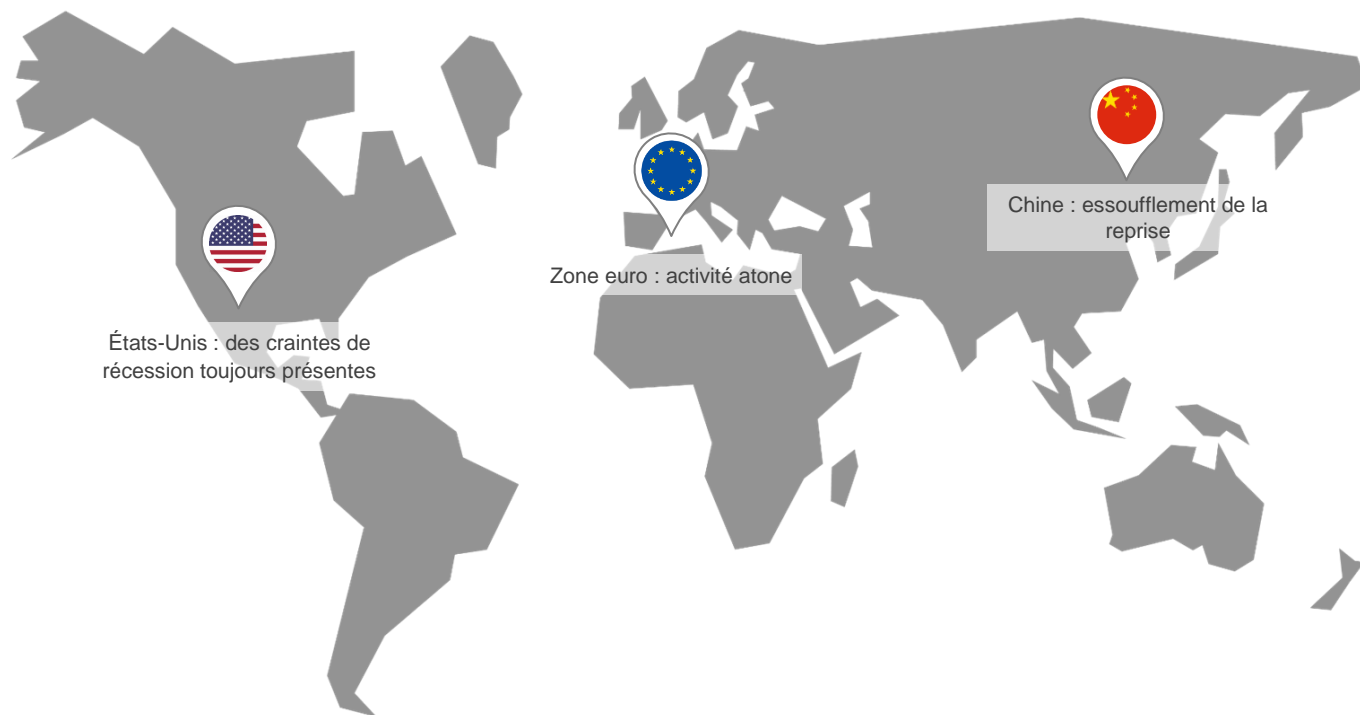 Chine : essoufflement de la
reprise
Zone euro : activité atone
États-Unis : des craintes de
récession toujours présentes